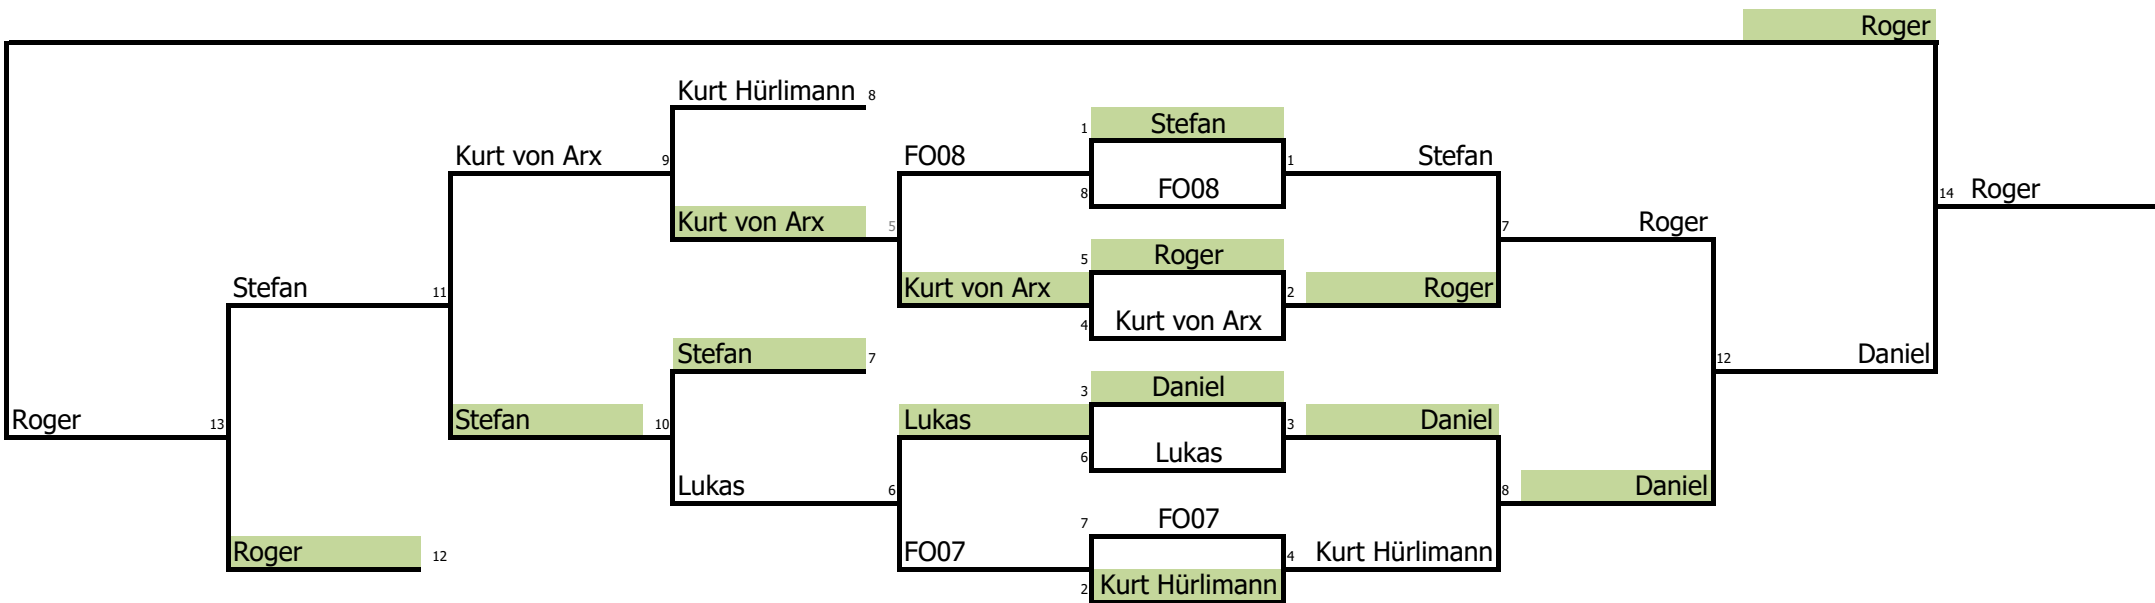 Roger
Kurt Hürlimann 8
1 Stefan
Kurt von Arx 9 FO08 1 Stefan
8 FO08 14 Roger
Kurt von Arx 5 7 Roger
5 Roger
Stefan 11 Kurt von Arx 2 Roger
4 Kurt von Arx
Stefan 7 12 Daniel
3 Daniel
Roger 13 Stefan 10 Lukas 3 Daniel
6 Lukas
Lukas 6 8 Daniel
7 FO07
Roger 12 FO07 4 Kurt Hürlimann
2 Kurt Hürlimann